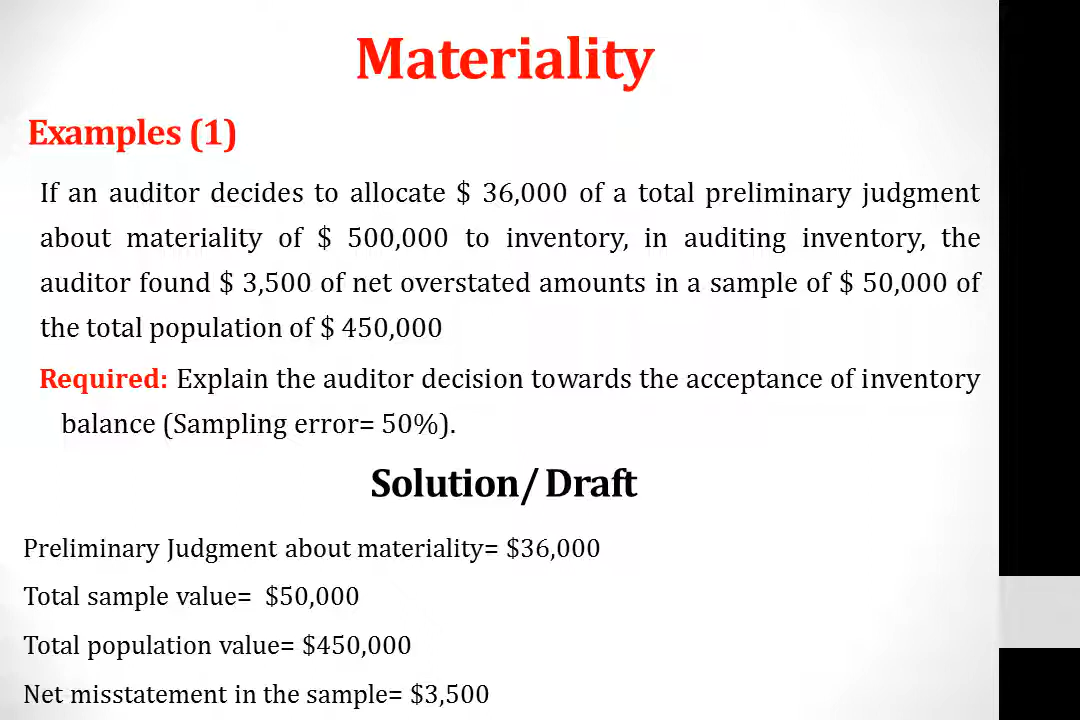 Materiality
Examples (1)
If an auditor decides to allocate $ 36,000 of a total preliminary judgment
about materiality of $ 500,000 to inventory, in auditing inventory, the
auditor found $ 3,500 of net overstated amounts in a sample of $ 50,000 of
the total population of $ 450,000
Required: Explain the auditor decision towards the acceptance of inventory
balance (Sampling error= 50%).
Solution/ Draft
Preliminary Judgment about materiality= $36,000
Total sample value= $50,000
Total population value= $450,000
Net misstatement in the sample= $3,500